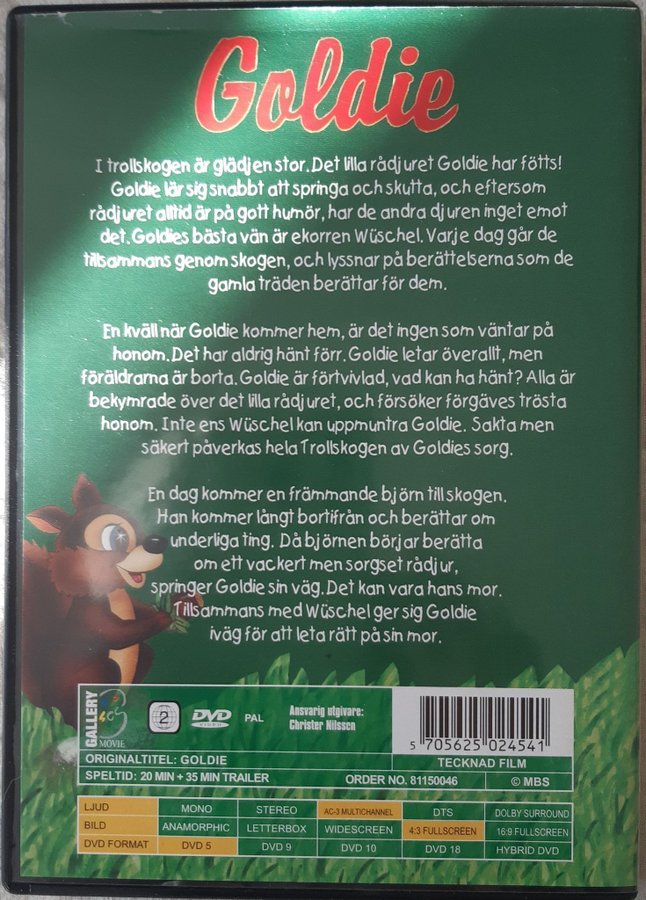 Goldie
I trollskogen är glädjen stor. Det lilla rådjuret Goldie har fötts!
Goldie lär sig snabbt att springa och skutta, och eftersom
rådjuret alltid är på gott humör, har de andra djuren inget emot
det. Goldies bästa vän är ekorren Wüschel. Varje dag går de
tillsammans genom skogen, och lyssnar på berättelserna som de
gamla träden berättar för dem.
En kväll när Goldie kommer hem, är det ingen som väntar på
honom. Det har aldrig hänt förr. Goldie letar överallt, men
föräldrarna är borta. Goldie är förtvivlad, vad kan ha hänt? Alla är
bekymrade över det lilla rådjuret, och försöker förgäves trösta
honom. Inte ens Wüschel kan uppmuntra Goldie. Sakta men
säkert påverkas hela Trollskogen av Goldies sorg.
En dag kommer en främmande björn till skogen.
Han kommer långt bortifrån och berättar om
underliga ting. Då björnen börjar berätta
om ett vackert men sorgset rådjur,
springer Goldie sin väg. Det kan vara hans mor.
Tillsammans med Wüschel ger sig Goldie
iväg för att leta rätt på sin mor.
GALLERY
MOVIE
2
DVD
VIDEO
PAL
Ansvarig utgivare:
Christer Nilsson
5 705625 024541
ORIGINALTITEL: GOLDIE
TECKNAD FILM
SPELTID: 20 MIN + 35 MIN TRAILER
ORDER NO. 81150046
© MBS
LJUD MONO STEREO AC-3 MULTICHANNEL DTS DOLBY SURROUND
BILD ANAMORPHIC LETTERBOX WIDESCREEN 4:3 FULLSCREEN 16:9 FULLSCREEN
DVD FORMAT DVD 5 DVD 9 DVD 10 DVD 18 HYBRID DVD